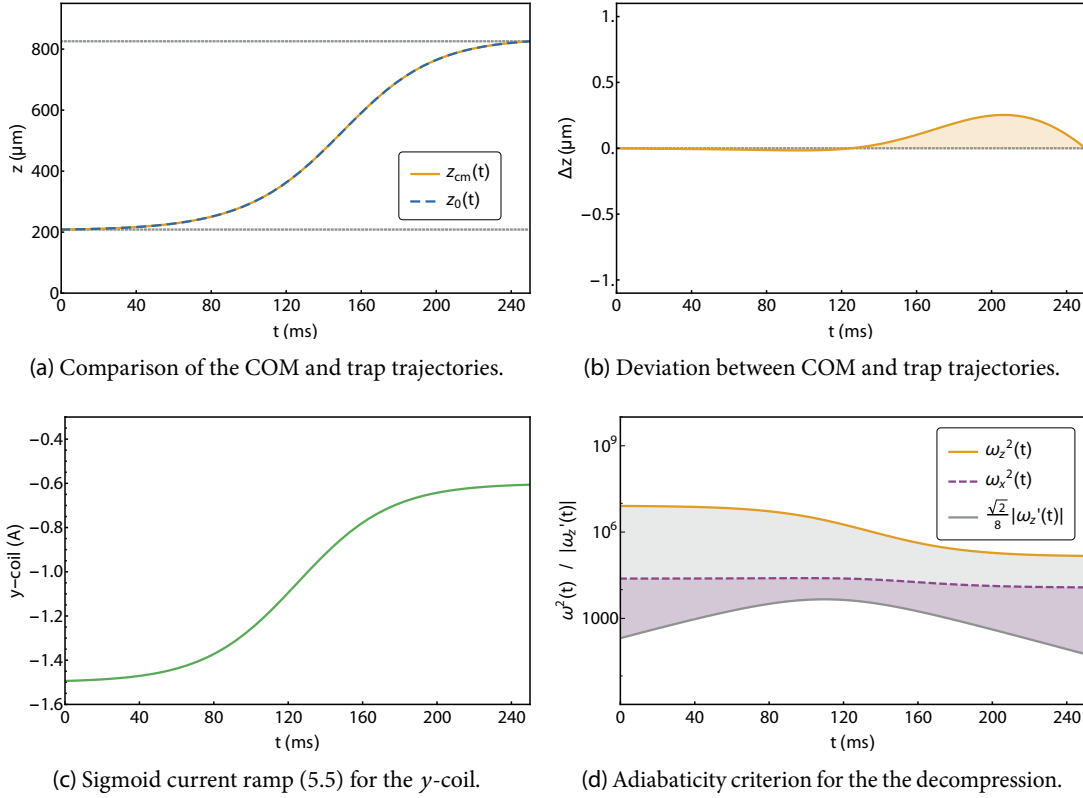 800
600
400
200
0
z (μm)
z_cm(t)
z_0(t)
0 40 80 120 160 200 240
t (ms)
(a) Comparison of the COM and trap trajectories.
1.
0.5
0.
−0.5
−1.
Δz (μm)
0 40 80 120 160 200 240
t (ms)
(b) Deviation between COM and trap trajectories.
−0.4
−0.6
−0.8
−1.0
−1.2
−1.4
−1.6
y−coil (A)
0 40 80 120 160 200 240
t (ms)
(c) Sigmoid current ramp (5.5) for the y-coil.
10⁹
10⁶
1000
ω²(t) / |ω_z'(t)|
ω_z²(t)
ω_x²(t)
√2/8 |ω_z'(t)|
0 40 80 120 160 200 240
t (ms)
(d) Adiabaticity criterion for the the decompression.